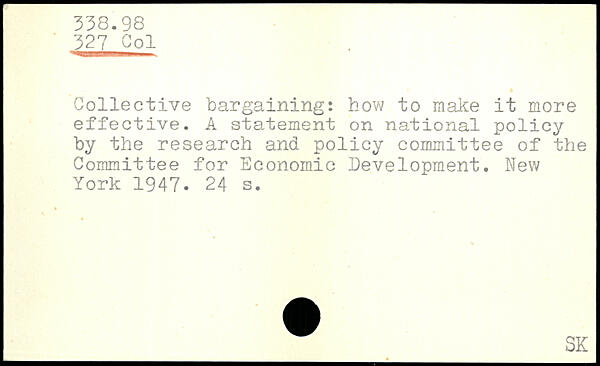 338.98
327 Col
Collective bargaining: how to make it more
effective. A statement on national policy
by the research and policy committee of the
Committee for Economic Development. New
York 1947. 24 s.
SK